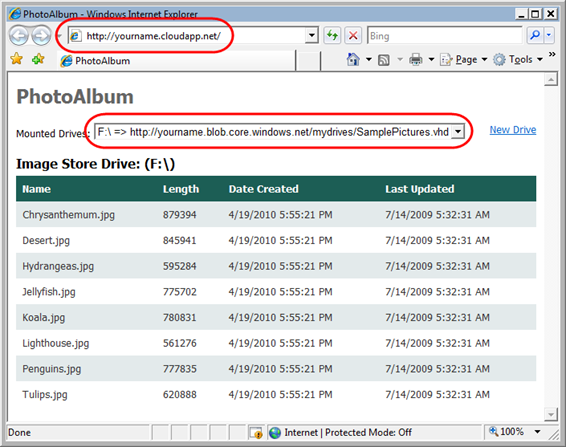 PhotoAlbum - Windows Internet Explorer
http://yourname.cloudapp.net/
Bing
PhotoAlbum
Page
Tools
PhotoAlbum
Mounted Drives: F:\ => http://yourname.blob.core.windows.net/mydrives/SamplePictures.vhd
New Drive
Image Store Drive: (F:\)
Name Length Date Created Last Updated
Chrysanthemum.jpg 879394 4/19/2010 5:55:21 PM 7/14/2009 5:32:31 AM
Desert.jpg 845941 4/19/2010 5:55:21 PM 7/14/2009 5:32:31 AM
Hydrangeas.jpg 595284 4/19/2010 5:55:21 PM 7/14/2009 5:32:31 AM
Jellyfish.jpg 775702 4/19/2010 5:55:21 PM 7/14/2009 5:32:31 AM
Koala.jpg 780831 4/19/2010 5:55:21 PM 7/14/2009 5:32:31 AM
Lighthouse.jpg 561276 4/19/2010 5:55:21 PM 7/14/2009 5:32:31 AM
Penguins.jpg 777835 4/19/2010 5:55:21 PM 7/14/2009 5:32:31 AM
Tulips.jpg 620888 4/19/2010 5:55:21 PM 7/14/2009 5:32:31 AM
Done
Internet | Protected Mode: Off
100%